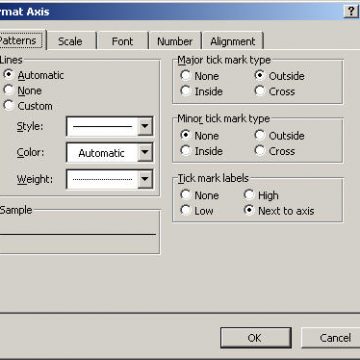 rmat Axis ?
Patterns Scale Font Number Alignment
Lines
Automatic
None
Custom
Style:
Color: Automatic
Weight:
Sample
Major tick mark type
None Outside
Inside Cross
Minor tick mark type
None Outside
Inside Cross
Tick mark labels
None High
Low Next to axis
OK Cancel